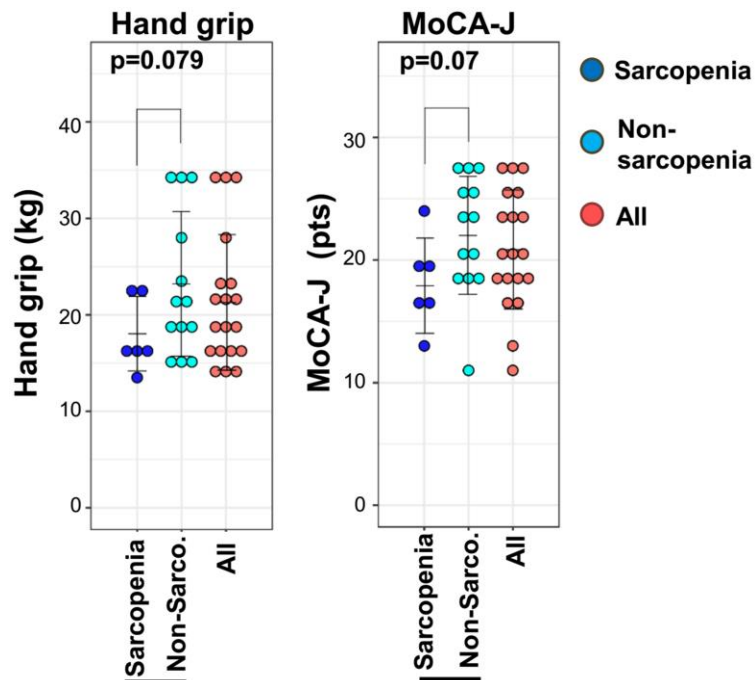 Hand grip
p=0.079
Hand grip (kg)
40
30
20
10
0
Sarcopenia
Non-Sarco.
All
MoCA-J
p=0.07
MoCA-J (pts)
30
20
10
0
Sarcopenia
Non-Sarco.
All
Sarcopenia
Non-
sarcopenia
All